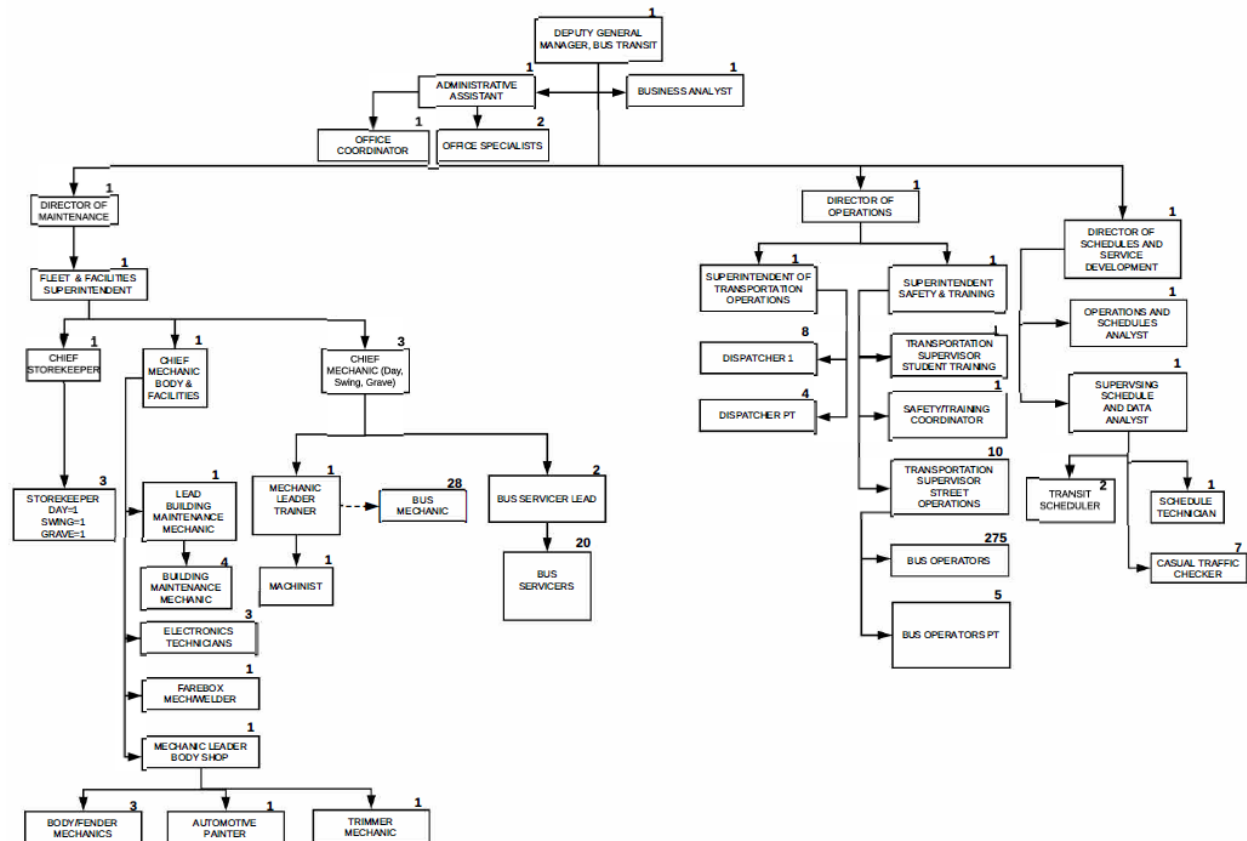 1
DEPUTY GENERAL
MANAGER, BUS TRANSIT
1
ADMINISTRATIVE
ASSISTANT
1
BUSINESS ANALYST
1
OFFICE
COORDINATOR
2
OFFICE SPECIALISTS
1
DIRECTOR OF
MAINTENANCE
1
FLEET & FACILITIES
SUPERINTENDENT
1
CHIEF
STOREKEEPER
1
CHIEF
MECHANIC
BODY &
FACILITIES
3
CHIEF
MECHANIC (Day,
Swing, Grave)
3
STOREKEEPER
DAY=1
SWING=1
GRAVE=1
1
LEAD
BUILDING
MAINTENANCE
MECHANIC
4
BUILDING
MAINTENANCE
MECHANIC
3
ELECTRONICS
TECHNICIANS
1
FAREBOX
MECH/WELDER
1
MECHANIC LEADER
BODY SHOP
3
BODY/FENDER
MECHANICS
1
AUTOMOTIVE
PAINTER
1
TRIMMER
MECHANIC
1
MECHANIC
LEADER
TRAINER
28
BUS
MECHANIC
1
MACHINIST
2
BUS SERVICER LEAD
20
BUS
SERVICERS
1
DIRECTOR OF
OPERATIONS
1
SUPERINTENDENT OF
TRANSPORTATION
OPERATIONS
8
DISPATCHER 1
4
DISPATCHER PT
1
SUPERINTENDENT
SAFETY & TRAINING
1
TRANSPORTATION
SUPERVISOR
STUDENT TRAINING
1
SAFETY/TRAINING
COORDINATOR
10
TRANSPORTATION
SUPERVISOR
STREET
OPERATIONS
275
BUS OPERATORS
5
BUS OPERATORS PT
1
DIRECTOR OF
SCHEDULES AND
SERVICE
DEVELOPMENT
1
OPERATIONS AND
SCHEDULES
ANALYST
1
SUPERVSING
SCHEDULE
AND DATA
ANALYST
2
TRANSIT
SCHEDULER
1
SCHEDULE
TECHNICIAN
7
CASUAL TRAFFIC
CHECKER